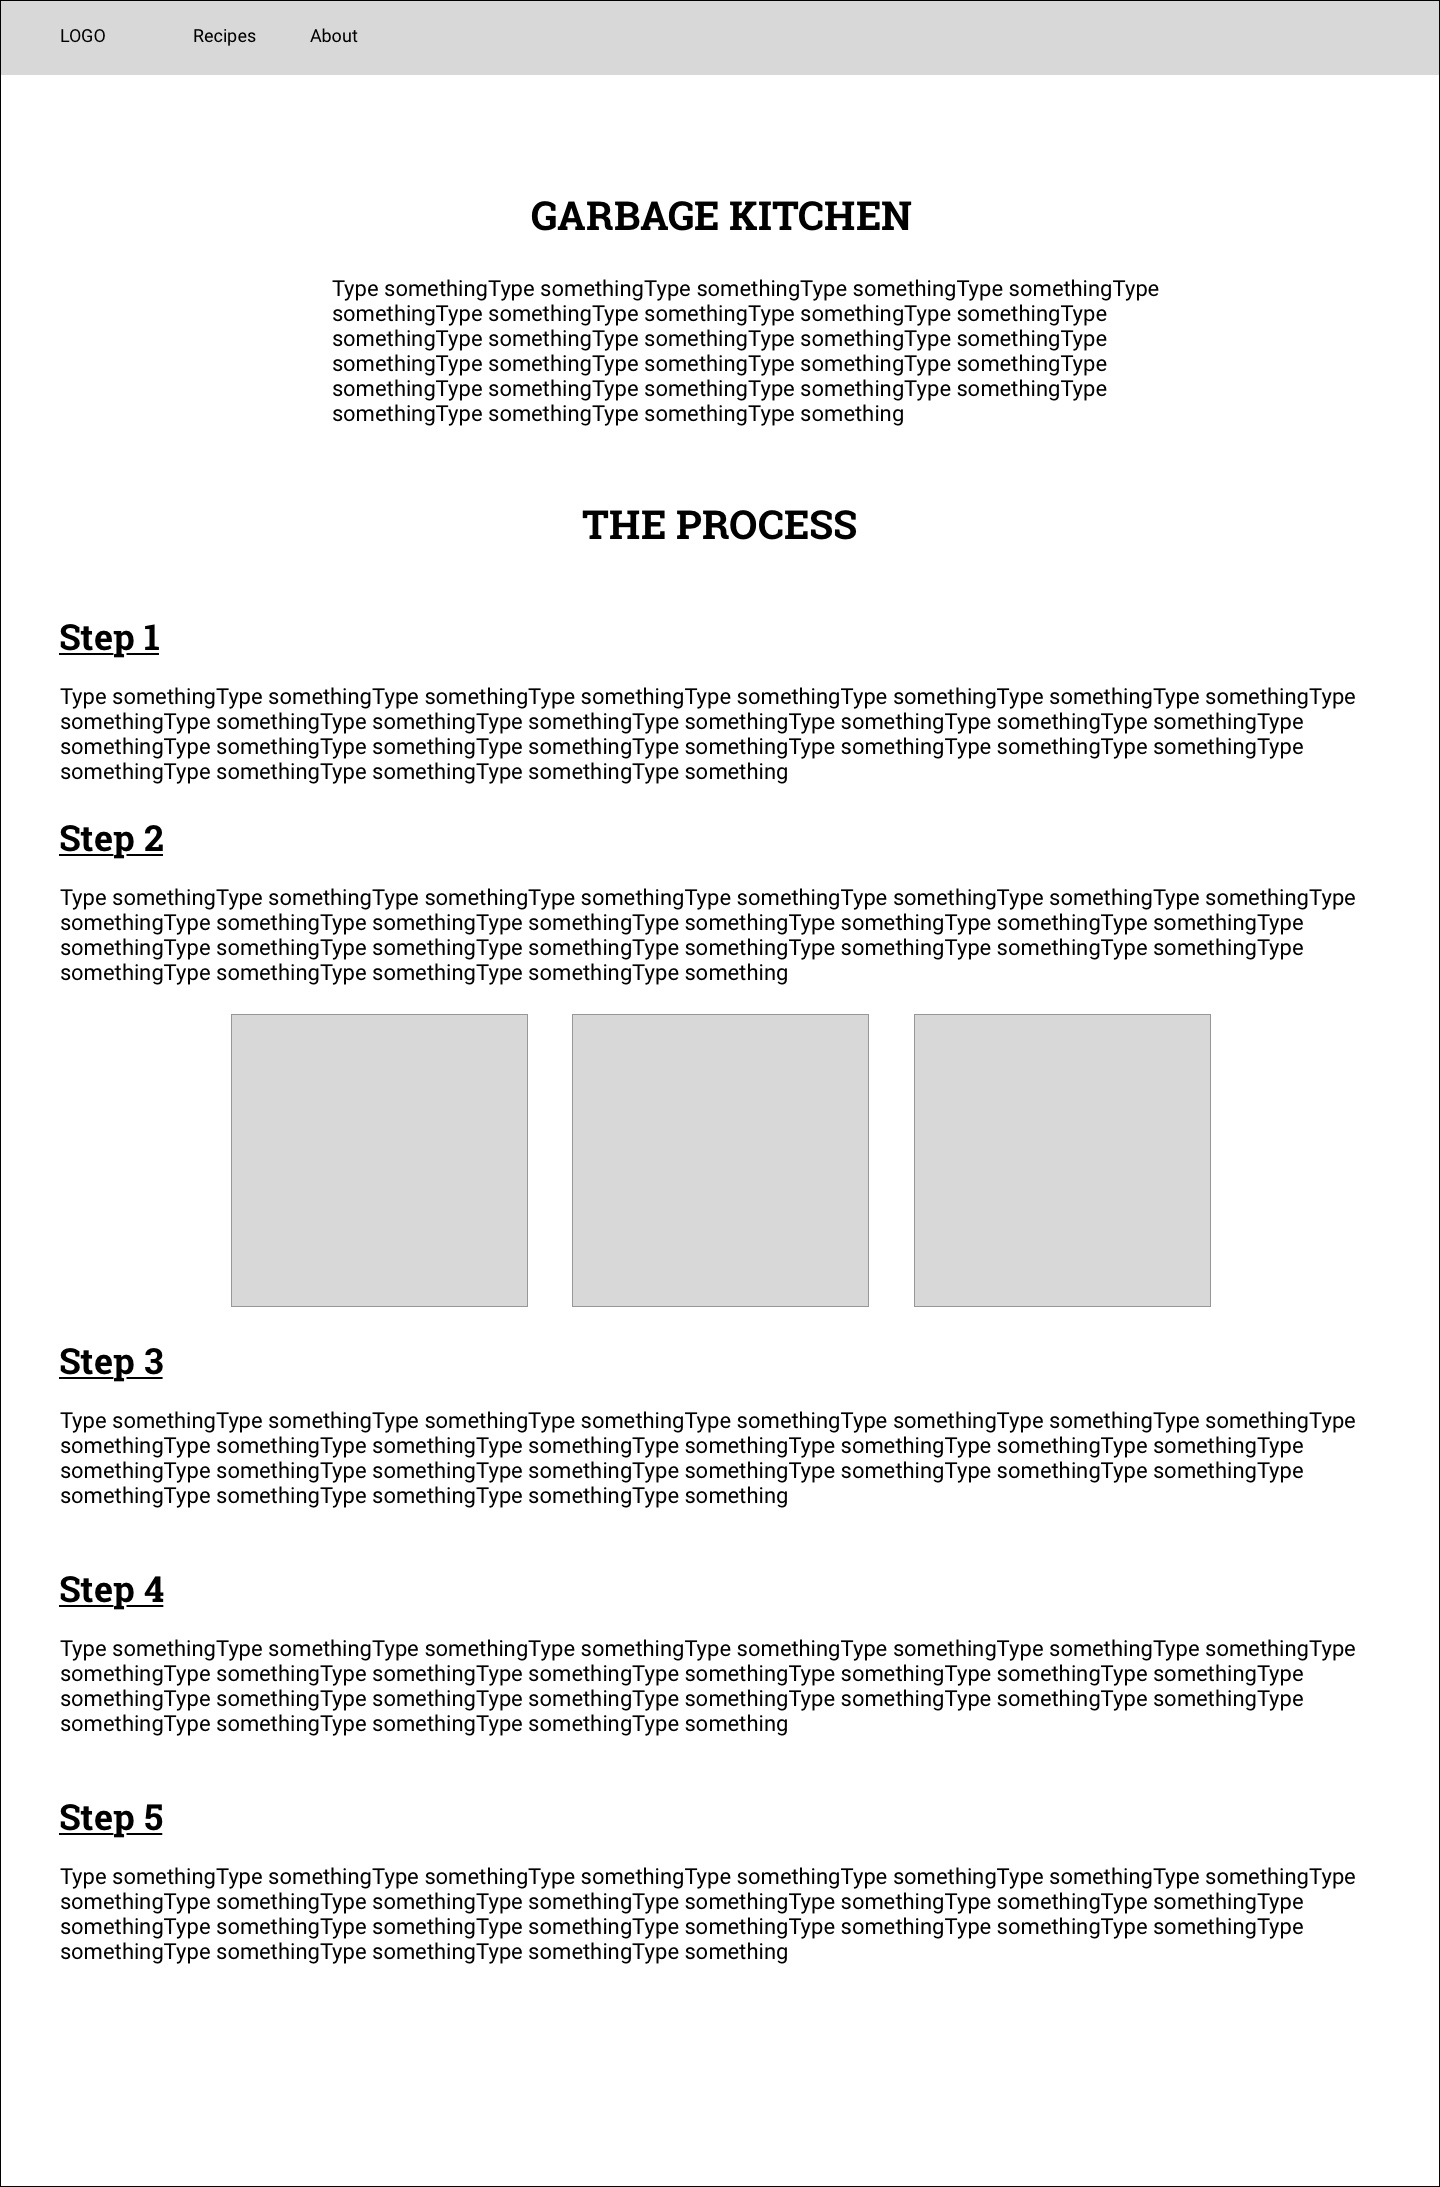 LOGO Recipes About
GARBAGE KITCHEN
Type somethingType somethingType somethingType somethingType somethingType
somethingType somethingType somethingType somethingType somethingType
somethingType somethingType somethingType somethingType somethingType
somethingType somethingType somethingType somethingType somethingType
somethingType somethingType somethingType somethingType somethingType
somethingType somethingType somethingType something
THE PROCESS
Step 1
Type somethingType somethingType somethingType somethingType somethingType somethingType somethingType somethingType
somethingType somethingType somethingType somethingType somethingType somethingType somethingType somethingType
somethingType somethingType somethingType somethingType somethingType somethingType somethingType somethingType
somethingType somethingType somethingType somethingType something
Step 2
Type somethingType somethingType somethingType somethingType somethingType somethingType somethingType somethingType
somethingType somethingType somethingType somethingType somethingType somethingType somethingType somethingType
somethingType somethingType somethingType somethingType somethingType somethingType somethingType somethingType
somethingType somethingType somethingType somethingType something
Step 3
Type somethingType somethingType somethingType somethingType somethingType somethingType somethingType somethingType
somethingType somethingType somethingType somethingType somethingType somethingType somethingType somethingType
somethingType somethingType somethingType somethingType somethingType somethingType somethingType somethingType
somethingType somethingType somethingType somethingType something
Step 4
Type somethingType somethingType somethingType somethingType somethingType somethingType somethingType somethingType
somethingType somethingType somethingType somethingType somethingType somethingType somethingType somethingType
somethingType somethingType somethingType somethingType somethingType somethingType somethingType somethingType
somethingType somethingType somethingType somethingType something
Step 5
Type somethingType somethingType somethingType somethingType somethingType somethingType somethingType somethingType
somethingType somethingType somethingType somethingType somethingType somethingType somethingType somethingType
somethingType somethingType somethingType somethingType somethingType somethingType somethingType somethingType
somethingType somethingType somethingType somethingType something